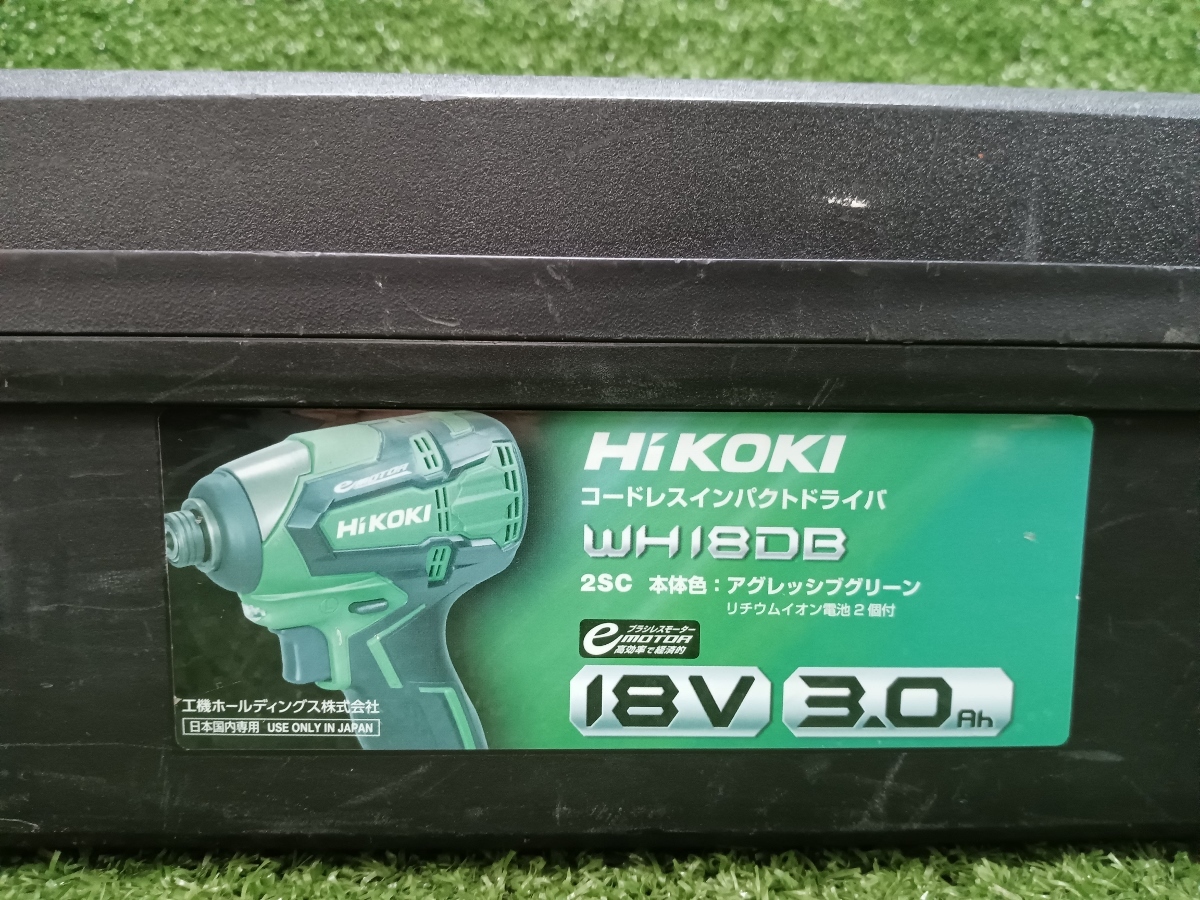 HiKOKI
コードレスインパクトドライバ
WH18DB
2SC 本体色：アグレッシブグリーン
リチウムイオン電池2個付
ブラシレスモーター
e MOTOR
高効率で経済的
18V 3.0 Ah
e MOTOR
HiKOKI
工機ホールディングス株式会社
日本国内専用 USE ONLY IN JAPAN